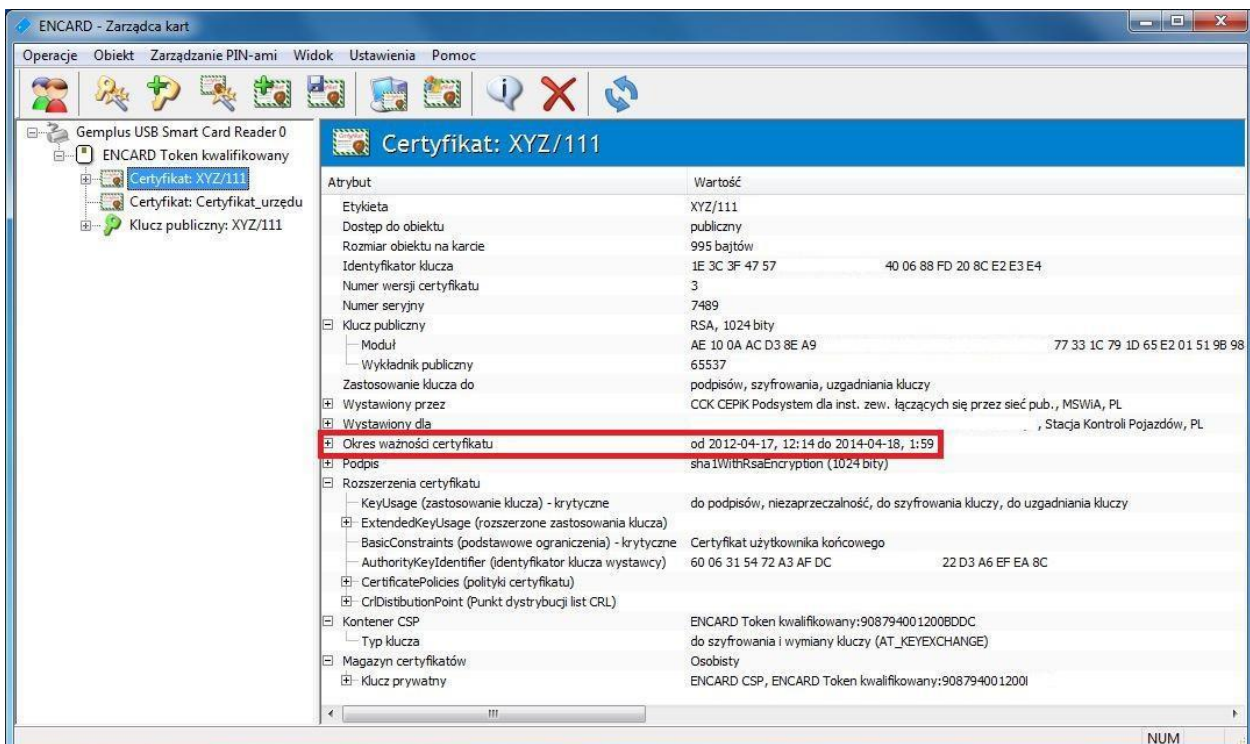 ENCARD - Zarządca kart
Operacje Obiekt Zarządzanie PIN-ami Widok Ustawienia Pomoc
Gemplus USB Smart Card Reader 0
ENCARD Token kwalifikowany
Certyfikat: XYZ/111
Certyfikat: Certyfikat_urzędu
Klucz publiczny: XYZ/111
Certyfikat: XYZ/111
Atrybut Wartość
Etykieta XYZ/111
Dostęp do obiektu publiczny
Rozmiar obiektu na karcie 995 bajtów
Identyfikator klucza 1E 3C 3F 47 57 40 06 88 FD 20 8C E2 E3 E4
Numer wersji certyfikatu 3
Numer seryjny 7489
Klucz publiczny RSA, 1024 bity
Moduł AE 10 0A AC D3 8E A9 77 33 1C 79 1D 65 E2 01 51 9B 98
Wykładnik publiczny 65537
Zastosowanie klucza do podpisów, szyfrowania, uzgadniania kluczy
Wystawiony przez CCK CEPiK Podsystem dla inst. zew. łączących się przez sieć pub., MSWiA, PL
Wystawiony dla , Stacja Kontroli Pojazdów, PL
Okres ważności certyfikatu od 2012-04-17, 12:14 do 2014-04-18, 1:59
Podpis sha1WithRsaEncryption (1024 bity)
Rozszerzenia certyfikatu
KeyUsage (zastosowanie klucza) - krytyczne do podpisów, niezaprzeczalność, do szyfrowania kluczy, do uzgadniania kluczy
ExtendedKeyUsage (rozszerzone zastosowania klucza)
BasicConstraints (podstawowe ograniczenia) - krytyczne Certyfikat użytkownika końcowego
AuthorityKeyIdentifier (identyfikator klucza wystawcy) 60 06 31 54 72 A3 AF DC 22 D3 A6 EF EA 8C
CertificatePolicies (polityki certyfikatu)
CrlDistibutionPoint (Punkt dystrybucji list CRL)
Kontener CSP ENCARD Token kwalifikowany:908794001200BDDC
Typ klucza do szyfrowania i wymiany kluczy (AT_KEYEXCHANGE)
Magazyn certyfikatów Osobisty
Klucz prywatny ENCARD CSP, ENCARD Token kwalifikowany:908794001200
NUM